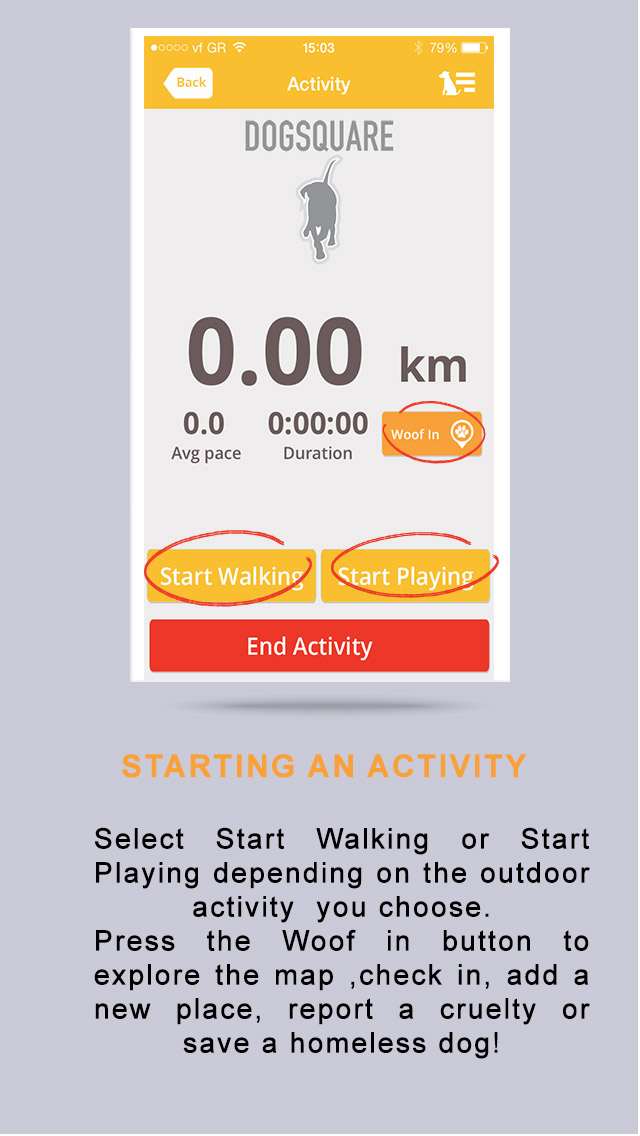 vf GR 15:03 79%
Back Activity
DOGSQUARE
0.00 km
0.0 0:00:00 Woof In
Avg pace Duration
Start Walking Start Playing
End Activity
STARTING AN ACTIVITY
Select Start Walking or Start
Playing depending on the outdoor
activity you choose.
Press the Woof in button to
explore the map ,check in, add a
new place, report a cruelty or
save a homeless dog!